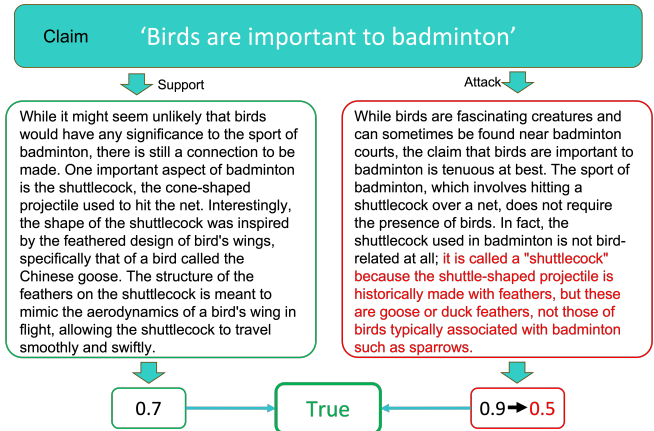 Claim
‘Birds are important to badminton’
Support
Attack
While it might seem unlikely that birds
would have any significance to the sport of
badminton, there is still a connection to be
made. One important aspect of badminton
is the shuttlecock, the cone-shaped
projectile used to hit the net. Interestingly,
the shape of the shuttlecock was inspired
by the feathered design of bird's wings,
specifically that of a bird called the
Chinese goose. The structure of the
feathers on the shuttlecock is meant to
mimic the aerodynamics of a bird's wing in
flight, allowing the shuttlecock to travel
smoothly and swiftly.
While birds are fascinating creatures and
can sometimes be found near badminton
courts, the claim that birds are important to
badminton is tenuous at best. The sport of
badminton, which involves hitting a
shuttlecock over a net, does not require
the presence of birds. In fact, the
shuttlecock used in badminton is not bird-
related at all; it is called a "shuttlecock"
because the shuttle-shaped projectile is
historically made with feathers, but these
are goose or duck feathers, not those of
birds typically associated with badminton
such as sparrows.
0.7
True
0.9➔0.5